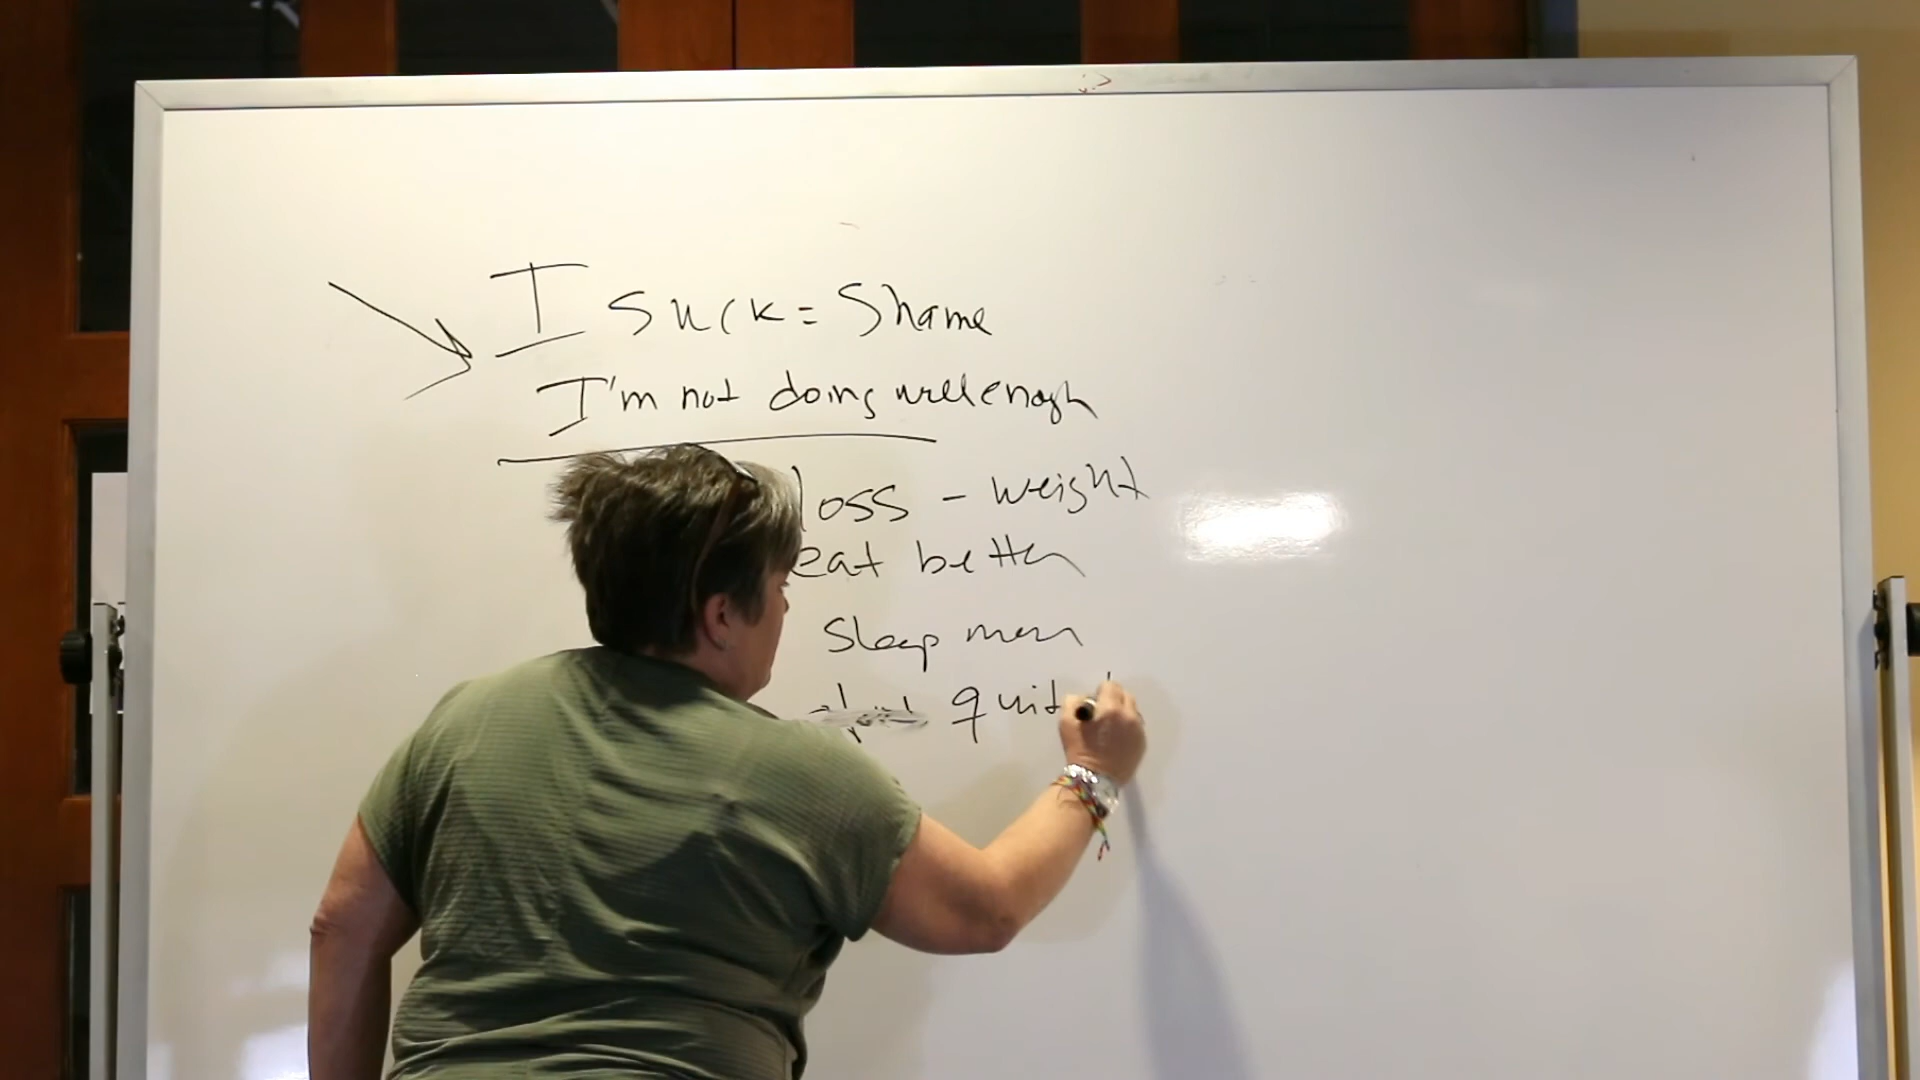 I suck = Shame
I'm not doing well enough
loss - weight
eat better
Sleep more
quit